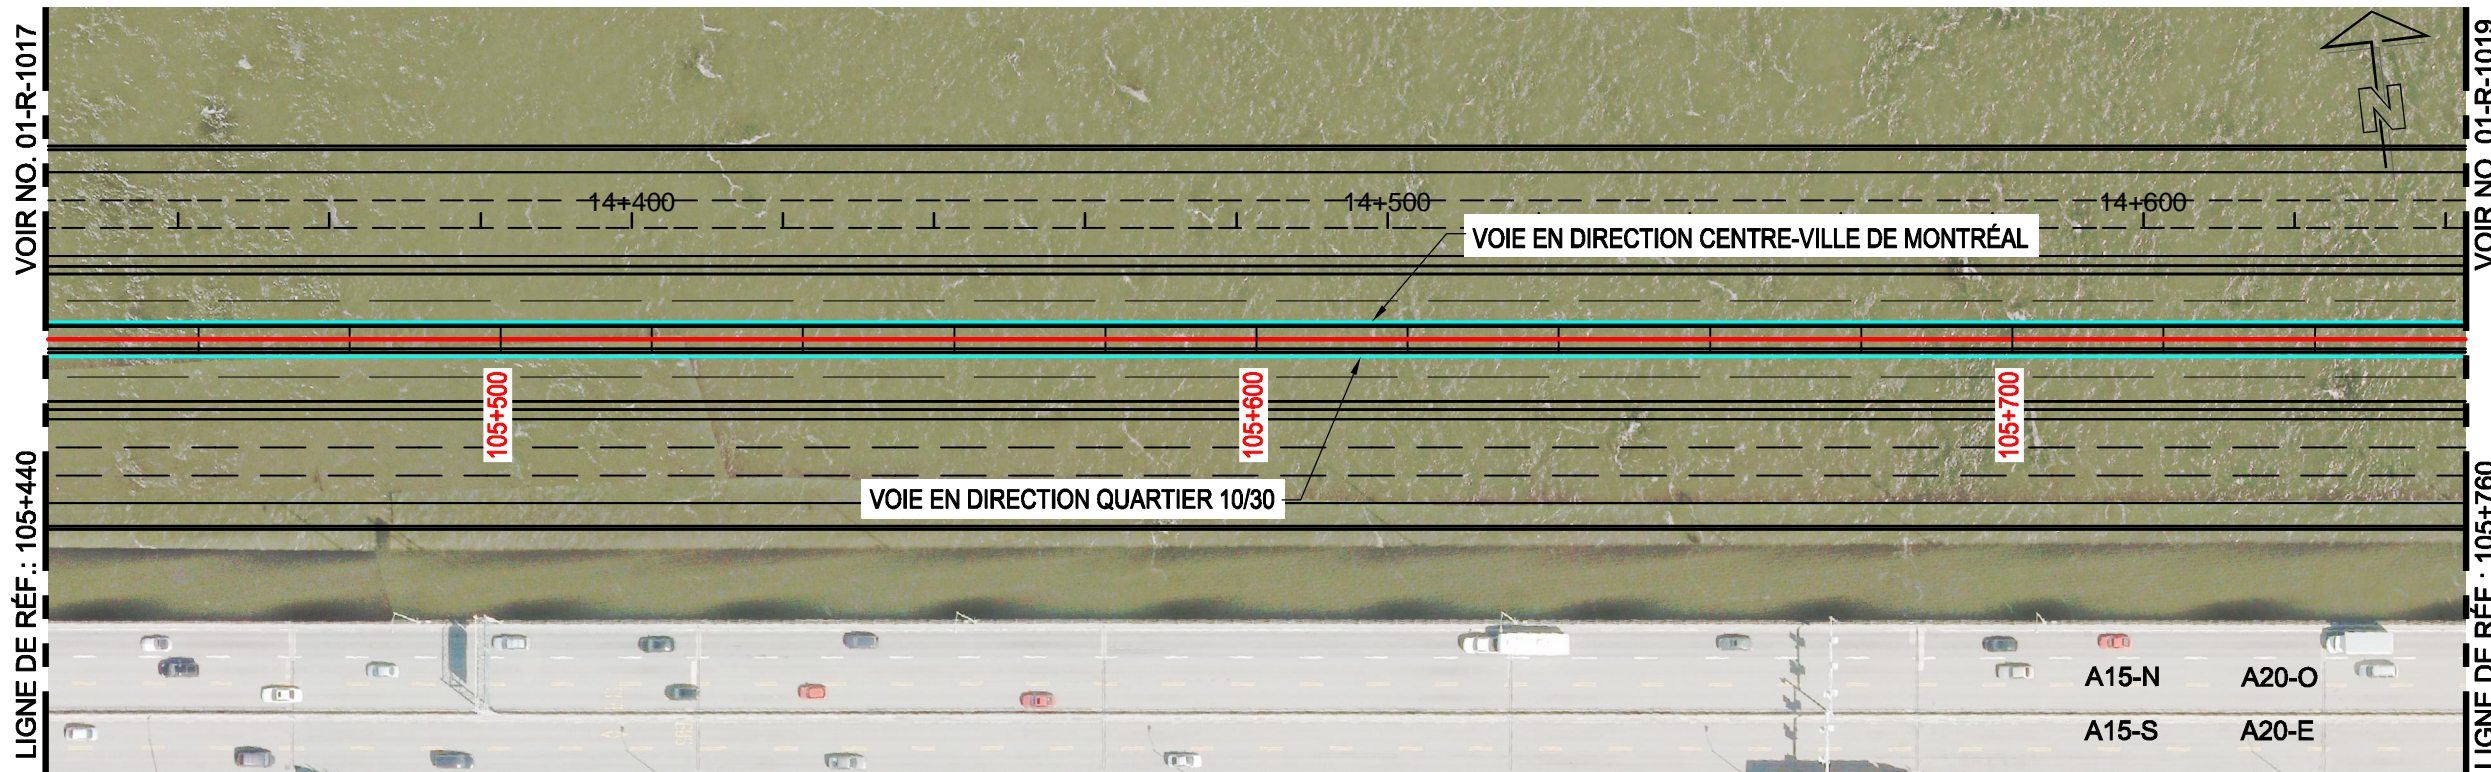 VOIR NO. 01-R-1017
VOIR NO. 01-R-1019
14+400
14+500
14+600
VOIE EN DIRECTION CENTRE-VILLE DE MONTRÉAL
105+500
105+600
105+700
VOIE EN DIRECTION QUARTIER 10/30
LIGNE DE RÉF.: 105+440
LIGNE DE RÉF.: 105+760
A15-N A20-O
A15-S A20-E
N